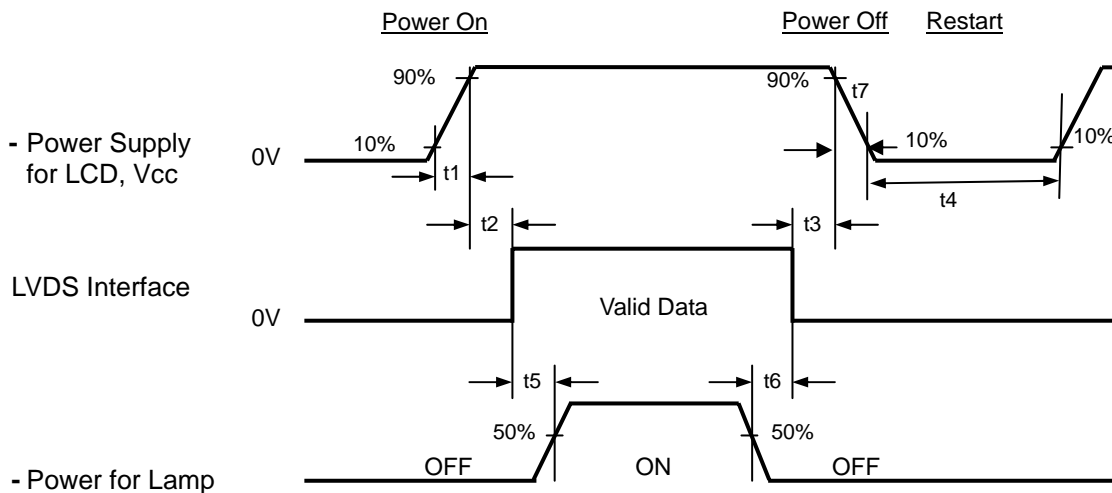 Power On
Power Off Restart
90% 90% t7
- Power Supply
for LCD, Vcc
0V 10% 10% 10%
t1 t4
t2 t3
LVDS Interface
0V Valid Data
t5 t6
50% 50%
- Power for Lamp
OFF ON OFF